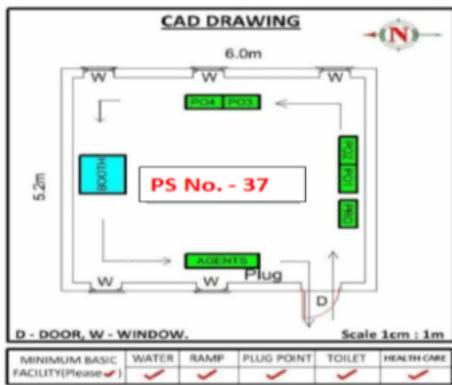 CAD DRAWING
N
6.0m
W W W
PO4 PO3
5.2m
BOOTH
PO2 PO1
PS No. - 37
PRO
AGENTS
Plug
W W
D
D - DOOR, W - WINDOW.
Scale 1cm : 1m
MINIMUM BASIC FACILITY(Please ✓) WATER RAMP PLUG POINT TOILET HEALTH CARE
✓ ✓ ✓ ✓ ✓